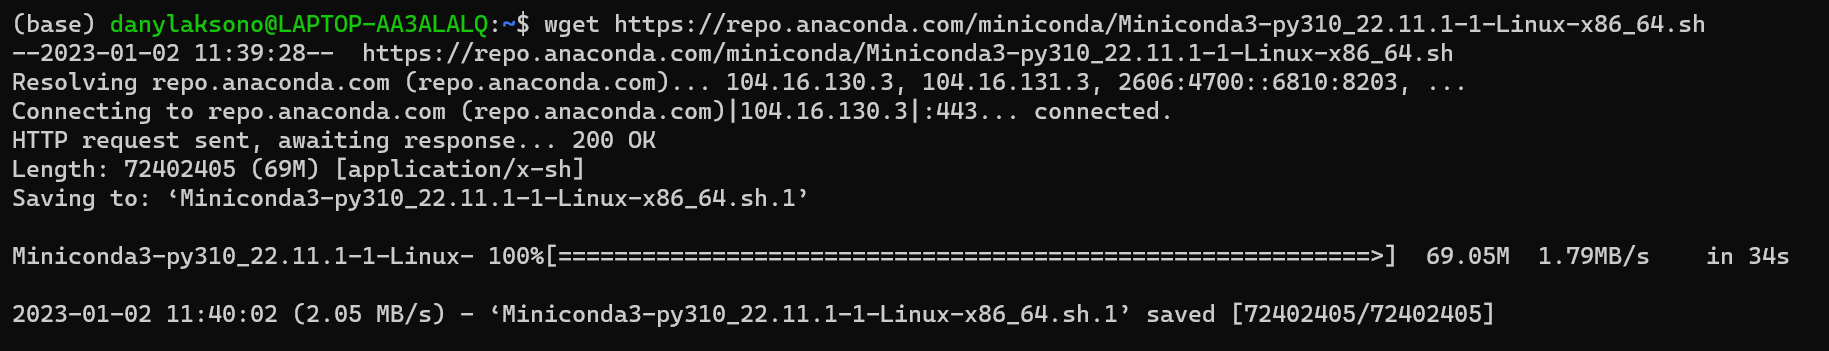 (base) danylaksono@LAPTOP-AA3ALALQ:~$ wget https://repo.anaconda.com/miniconda/Miniconda3-py310_22.11.1-1-Linux-x86_64.sh
--2023-01-02 11:39:28--  https://repo.anaconda.com/miniconda/Miniconda3-py310_22.11.1-1-Linux-x86_64.sh
Resolving repo.anaconda.com (repo.anaconda.com)... 104.16.130.3, 104.16.131.3, 2606:4700::6810:8203, ...
Connecting to repo.anaconda.com (repo.anaconda.com)|104.16.130.3|:443... connected.
HTTP request sent, awaiting response... 200 OK
Length: 72402405 (69M) [application/x-sh]
Saving to: ‘Miniconda3-py310_22.11.1-1-Linux-x86_64.sh.1’
Miniconda3-py310_22.11.1-1-Linux- 100%[==========================================================>]  69.05M  1.79MB/s    in 34s
2023-01-02 11:40:02 (2.05 MB/s) - ‘Miniconda3-py310_22.11.1-1-Linux-x86_64.sh.1’ saved [72402405/72402405]